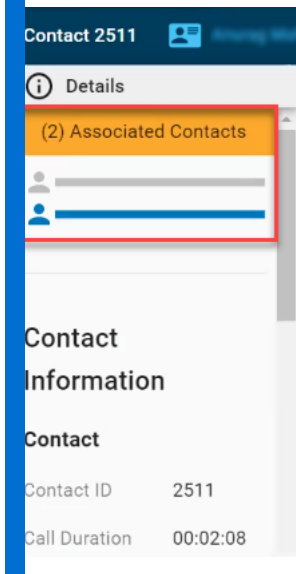 Contact 2511
Details
(2) Associated Contacts
Contact
Information
Contact
Contact ID 2511
Call Duration 00:02:08